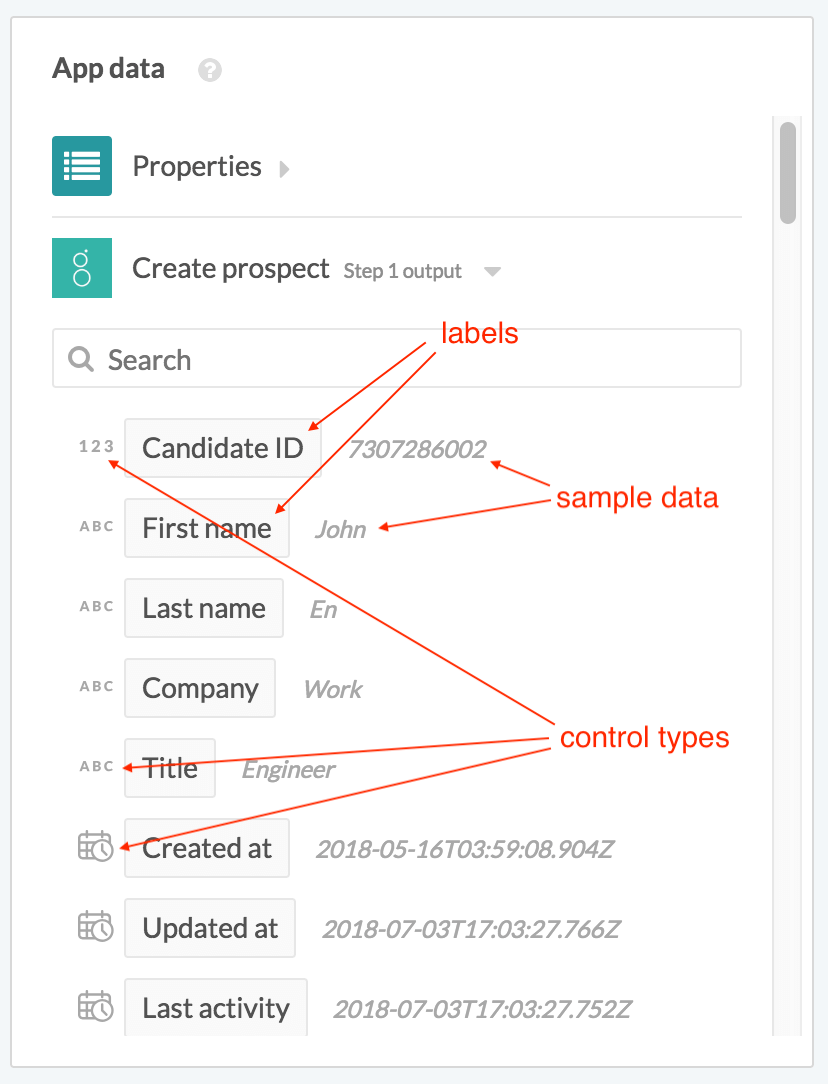 App data ?
Properties
Create prospect Step 1 output
labels
Search
123 Candidate ID 7307286002
sample data
ABC First name John
ABC Last name En
ABC Company Work
control types
ABC Title Engineer
Created at 2018-05-16T03:59:08.904Z
Updated at 2018-07-03T17:03:27.766Z
Last activity 2018-07-03T17:03:27.752Z